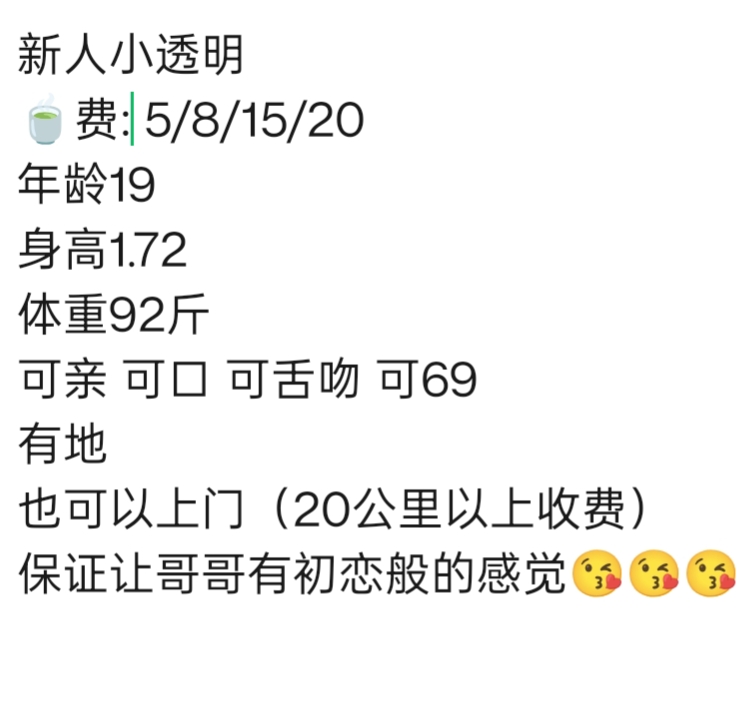 新人小透明
🍵费: 5/8/15/20
年龄19
身高1.72
体重92斤
可亲 可口 可舌吻 可69
有地
也可以上门（20公里以上收费）
保证让哥哥有初恋般的感觉😘😘😘